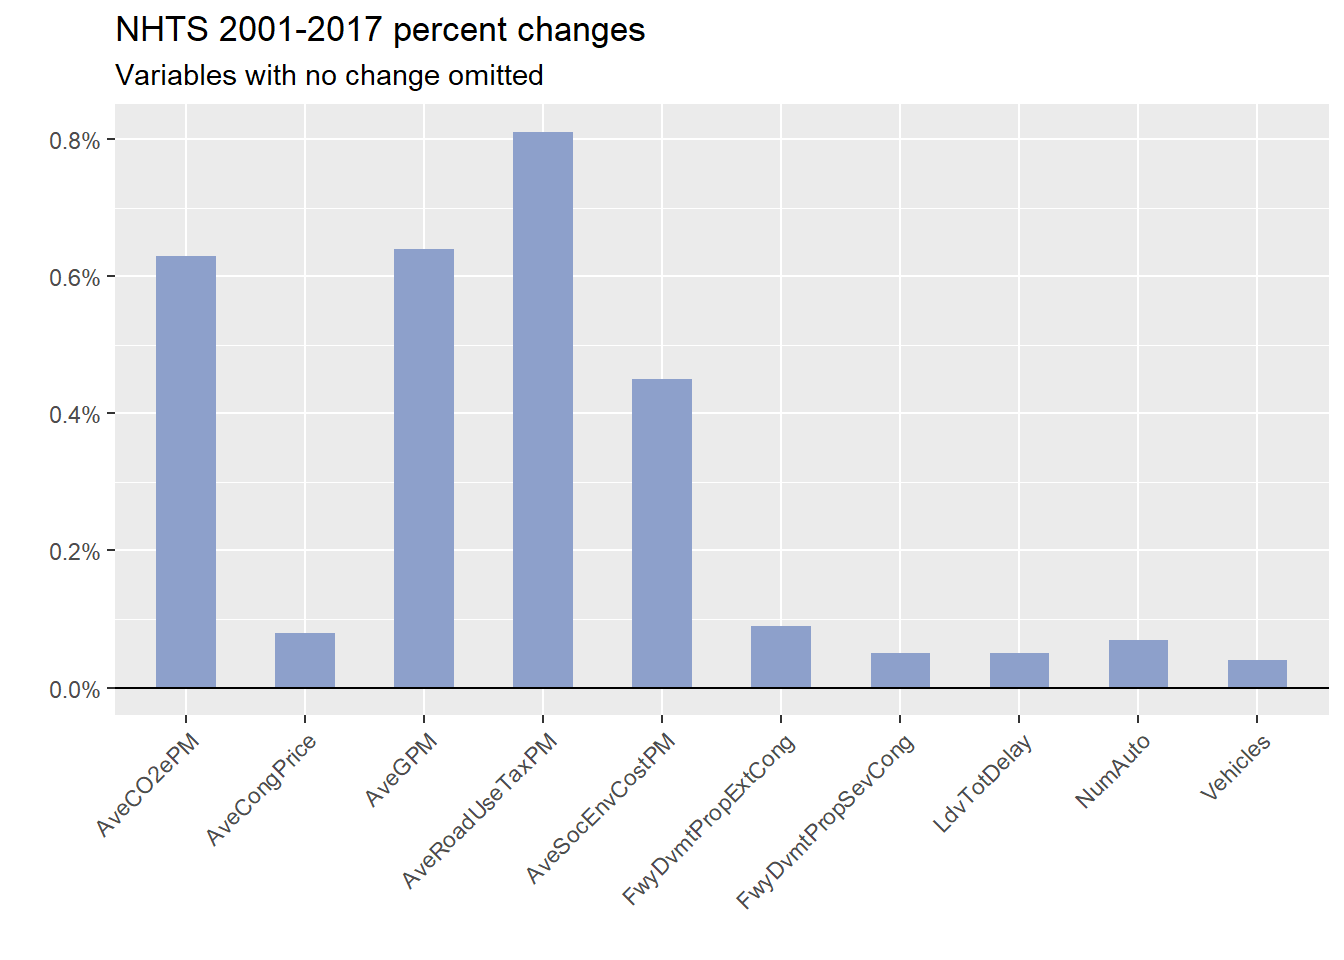 NHTS 2001-2017 percent changes
Variables with no change omitted
0.8%
0.6%
0.4%
0.2%
0.0%
AveCO2ePM
AveCongPrice
AveGPM
AveRoadUseTaxPM
AveSocEnvCostPM
FwyDvmtPropExtCong
FwyDvmtPropSevCong
LdvTotDelay
NumAuto
Vehicles